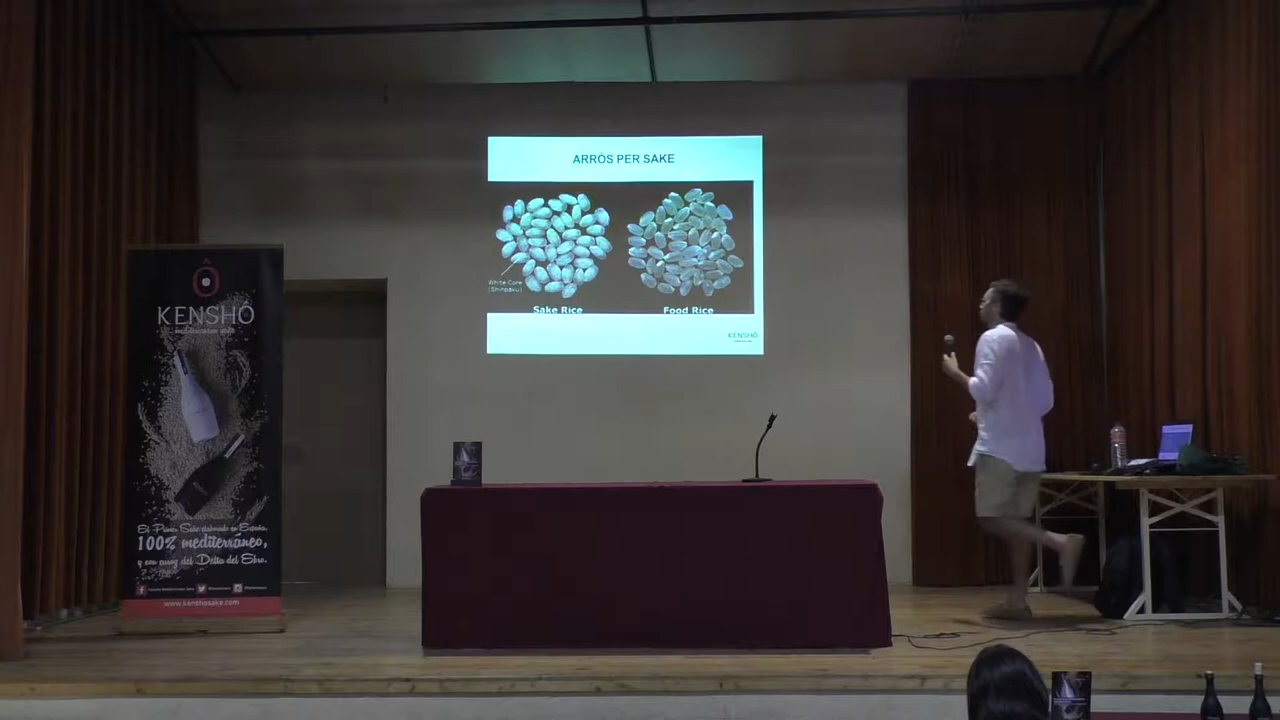 ARRÒS PER SAKE
White Core
(Shinpaku)
Sake Rice
Food Rice
KENSHŌ
KENSHŌ
El Primer Sake elaborado en España,
100% mediterráneo,
y con arroz del Delta del Ebro.
www.kenshosake.com